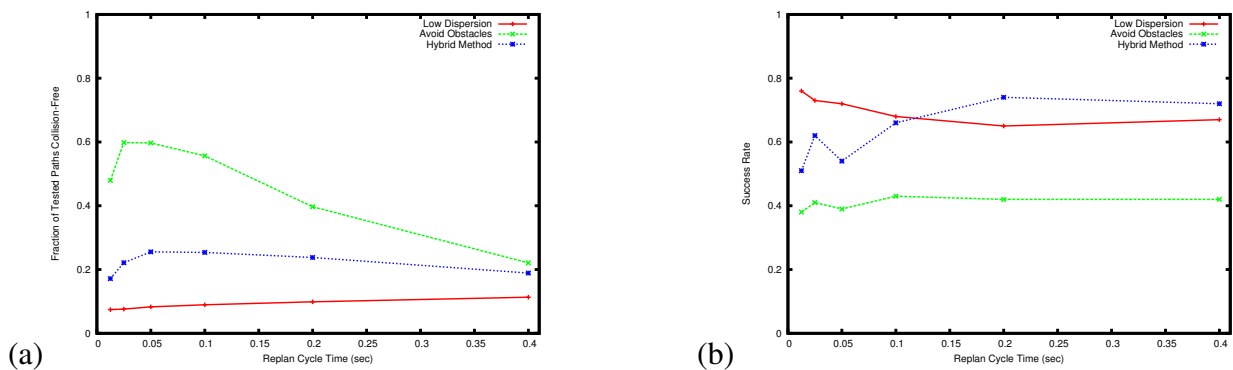 Low Dispersion
Avoid Obstacles
Hybrid Method
1
0.8
0.6
0.4
0.2
0
Fraction of Tested Paths Collision-Free
0 0.05 0.1 0.15 0.2 0.25 0.3 0.35 0.4
Replan Cycle Time (sec)
(a)
Low Dispersion
Avoid Obstacles
Hybrid Method
1
0.8
0.6
0.4
0.2
0
Success Rate
0 0.05 0.1 0.15 0.2 0.25 0.3 0.35 0.4
Replan Cycle Time (sec)
(b)